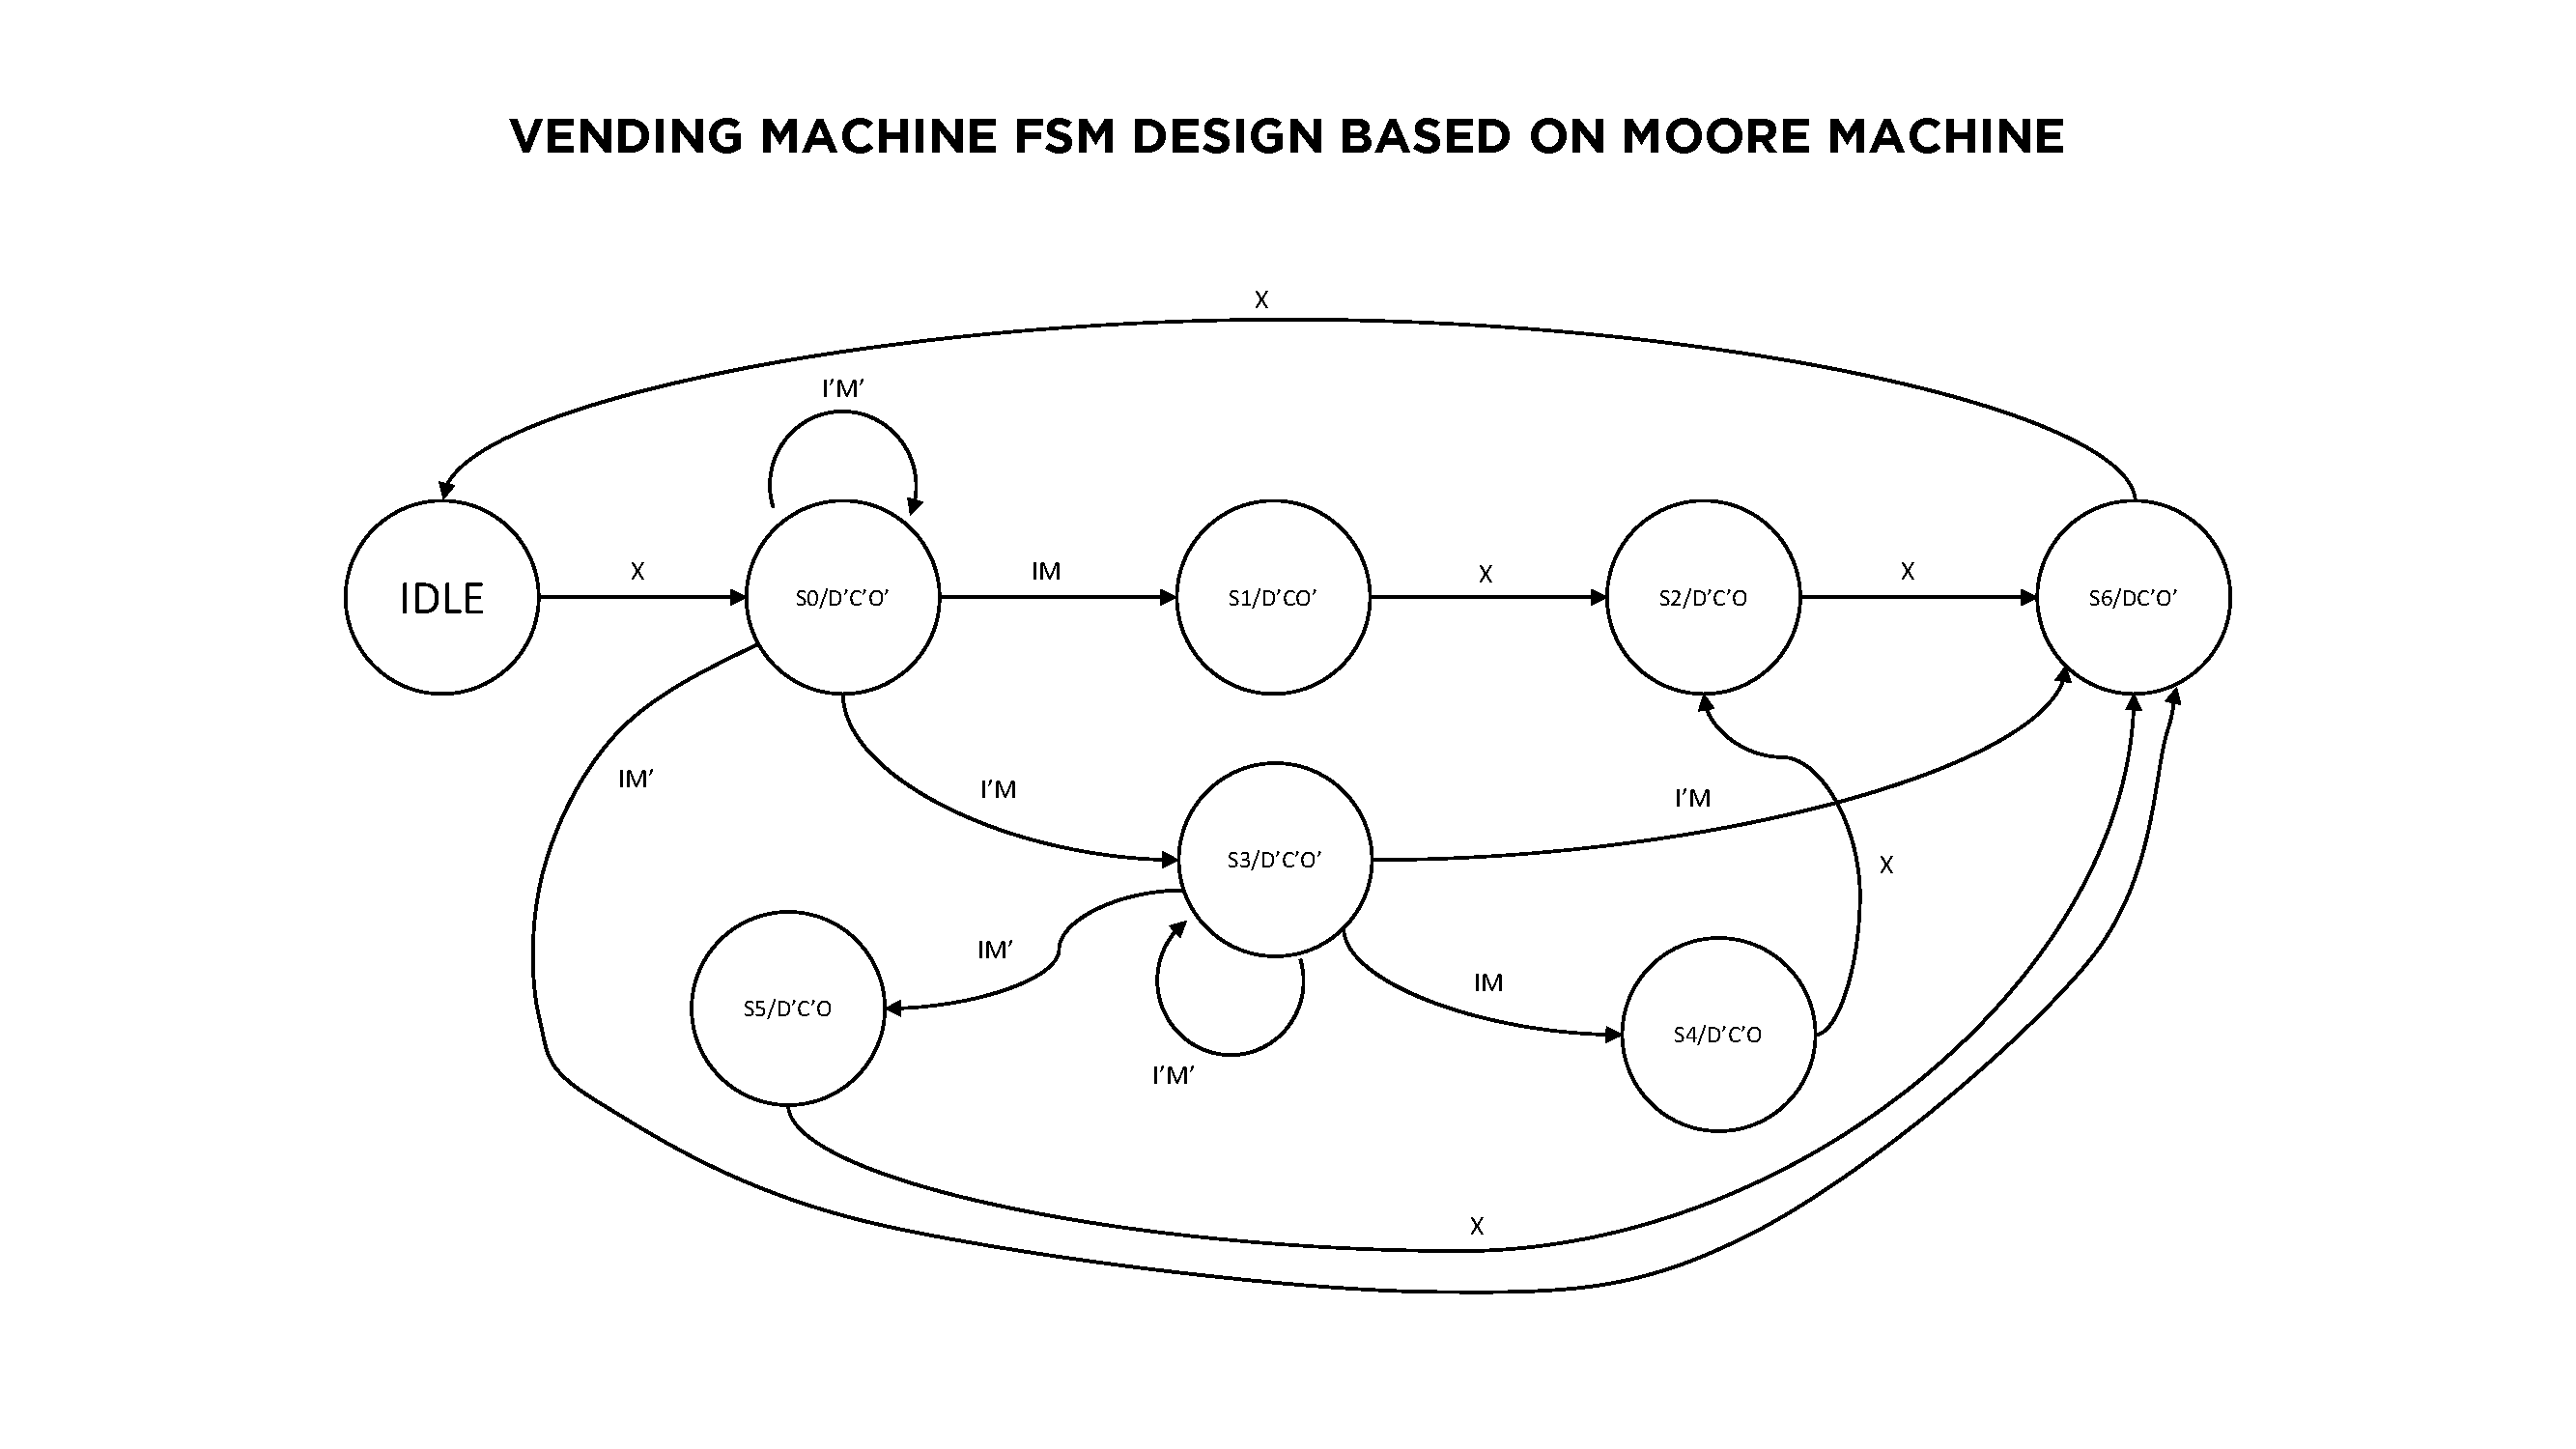 VENDING MACHINE FSM DESIGN BASED ON MOORE MACHINE
X
I'M'
X
IM
X
X
IDLE
S0/D'C'O'
S1/D'CO'
S2/D'C'O
S6/DC'O'
IM'
I'M
I'M
S3/D'C'O'
X
IM'
IM
S5/D'C'O
S4/D'C'O
I'M'
X